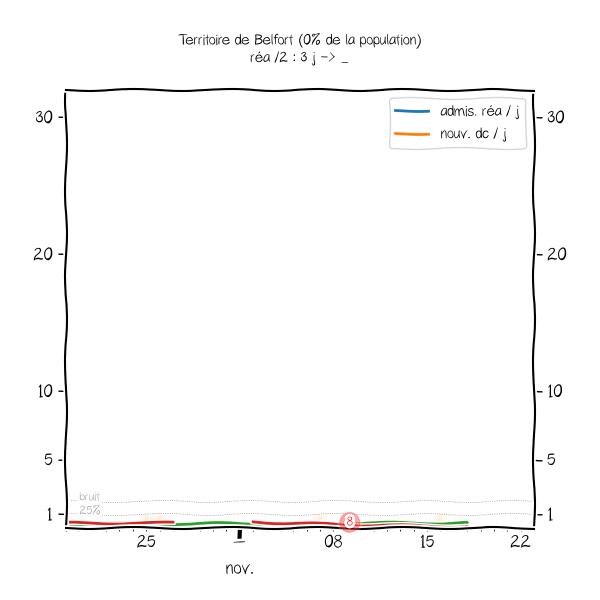 Territoire de Belfort (0% de la population)
réa /2 : 3 j -> _
admis. réa / j
nouv. dc / j
30
30
20
20
10
10
5
5
bruit
25%
1
1
8
25
08
15
22
nov.